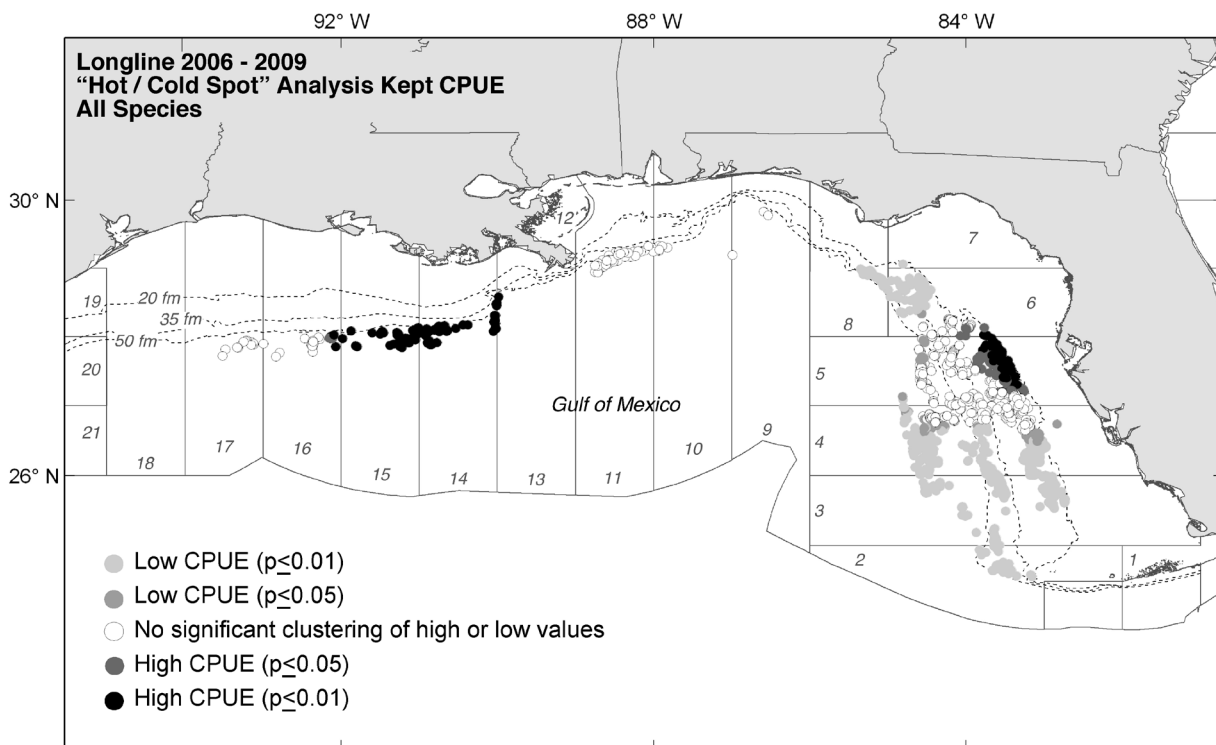 92° W
88° W
84° W
Longline 2006 - 2009
“Hot / Cold Spot” Analysis Kept CPUE
All Species
30° N
12
7
19
20 fm
6
35 fm
8
50 fm
20
5
Gulf of Mexico
21
9
4
17
16
10
18
15
14
13
11
26° N
3
2
1
Low CPUE (p≤0.01)
Low CPUE (p≤0.05)
No significant clustering of high or low values
High CPUE (p≤0.05)
High CPUE (p≤0.01)